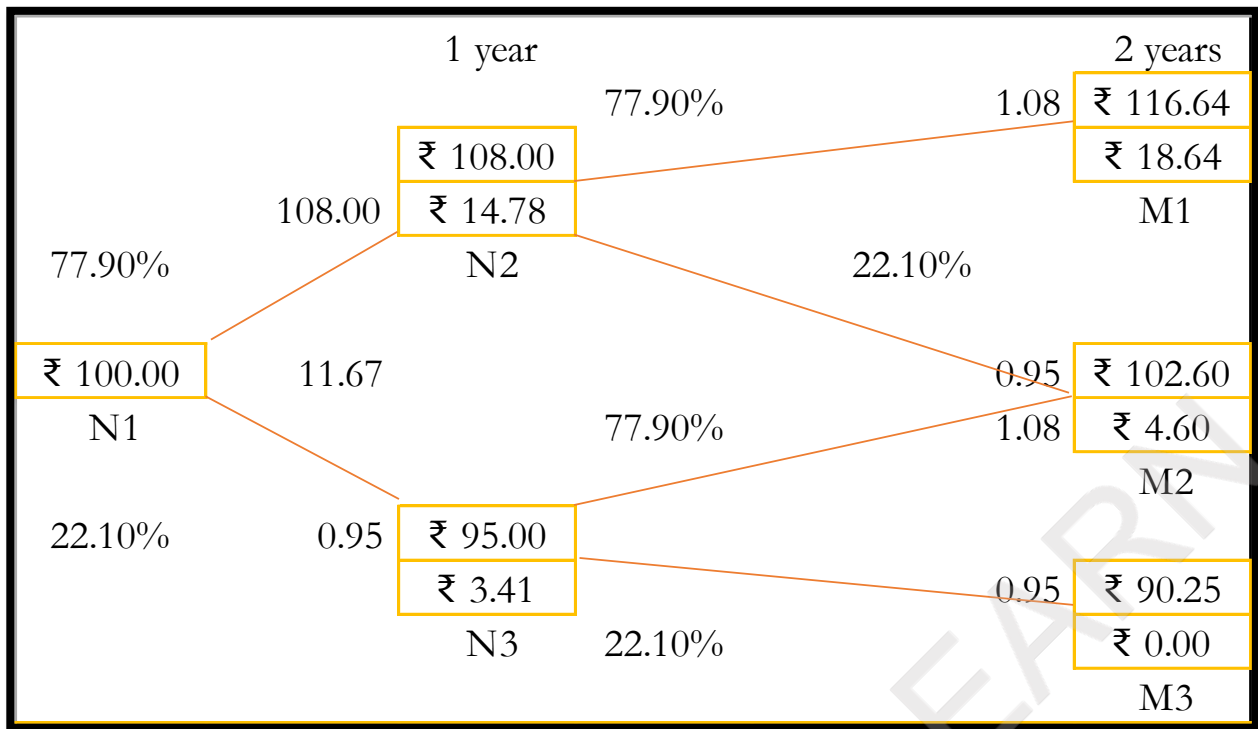 1 year 2 years
77.90% 1.08 ₹ 116.64
₹ 108.00 ₹ 18.64
108.00 ₹ 14.78 M1
77.90% N2 22.10%
₹ 100.00 11.67 0.95 ₹ 102.60
N1 77.90% 1.08 ₹ 4.60
M2
22.10% 0.95 ₹ 95.00
₹ 3.41 0.95 ₹ 90.25
N3 22.10% ₹ 0.00
M3
EARN